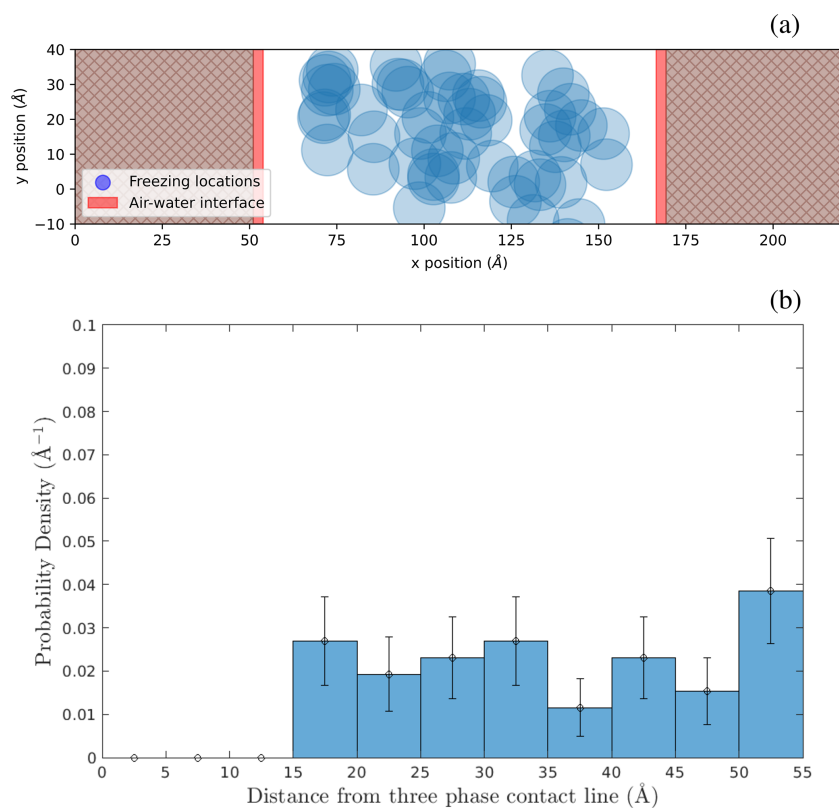 (a)
40
30
20
10
0
−10
y position (Å)
Freezing locations
Air-water interface
0 25 50 75 100 125 150 175 200
x position (Å)
(b)
0.1
0.09
0.08
0.07
0.06
0.05
0.04
0.03
0.02
0.01
0
Probability Density (Å⁻¹)
0 5 10 15 20 25 30 35 40 45 50 55
Distance from three phase contact line (Å)